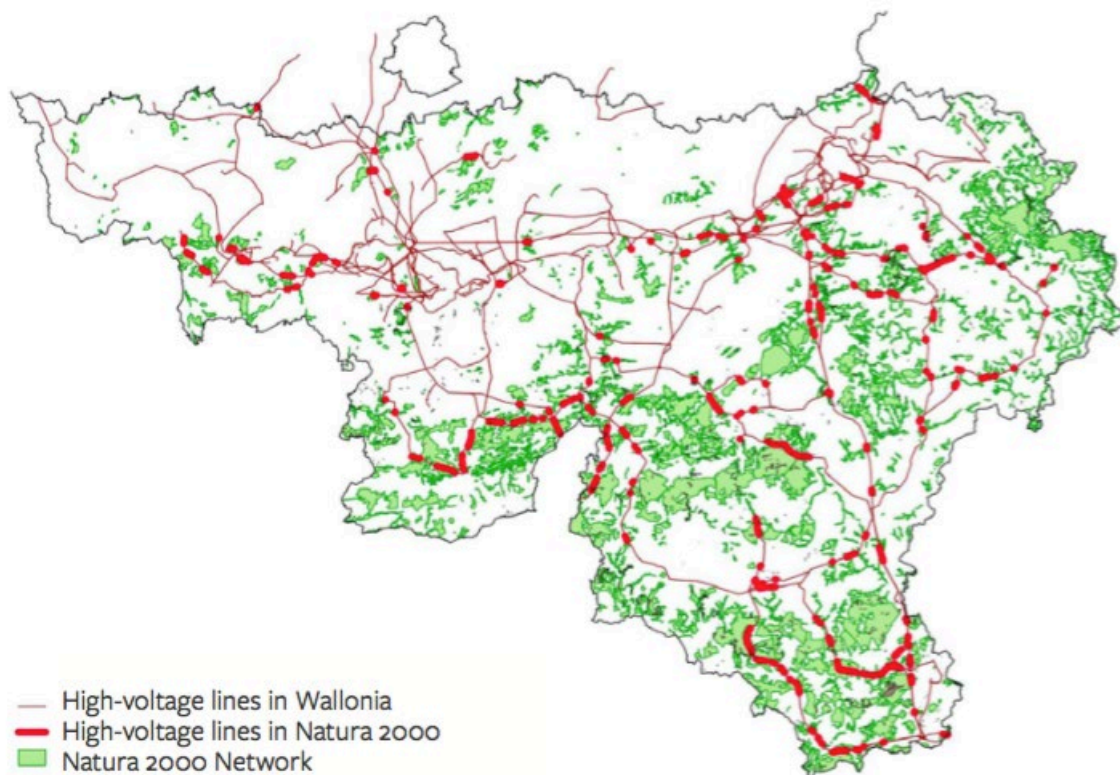 High-voltage lines in Wallonia
High-voltage lines in Natura 2000
Natura 2000 Network